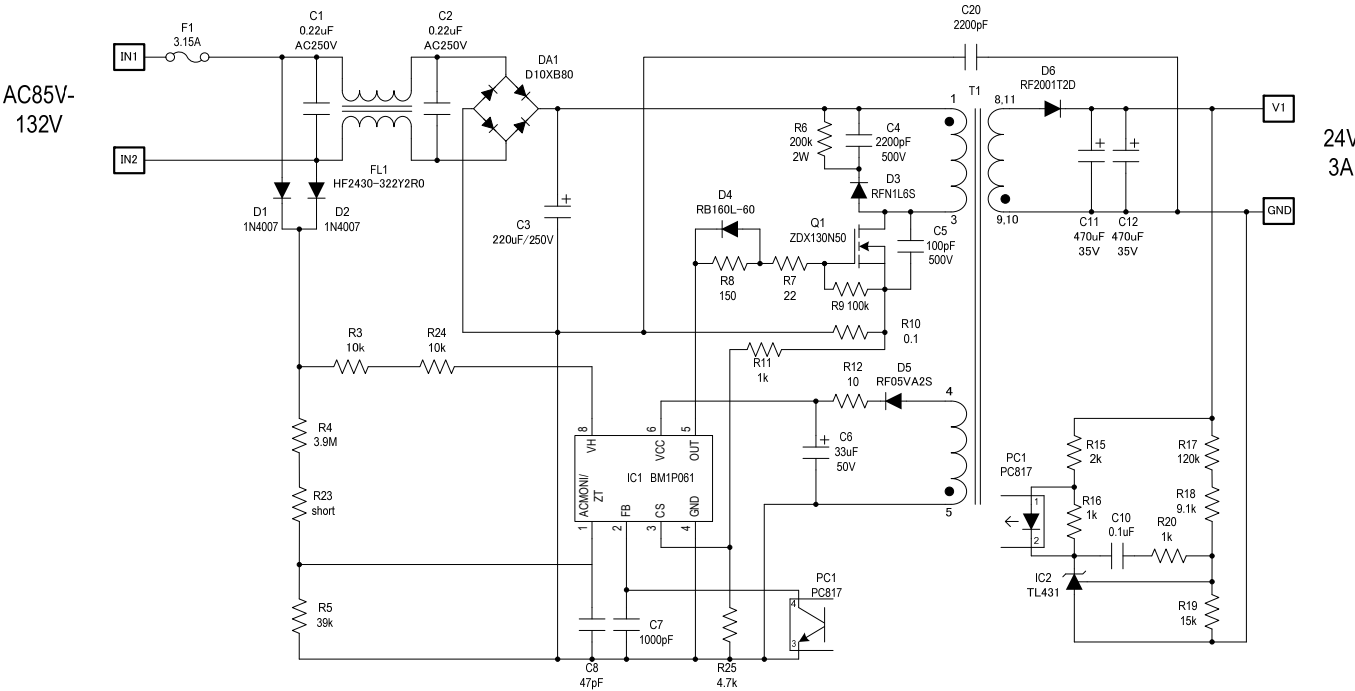 AC85V-
132V
IN1
IN2
F1
3.15A
C1
0.22uF
AC250V
C2
0.22uF
AC250V
FL1
HF2430-322Y2R0
DA1
D10XB80
D1
1N4007
D2
1N4007
C3
220uF/250V
C20
2200pF
R6
200k
2W
C4
2200pF
500V
D3
RFN1L6S
D4
RB160L-60
Q1
ZDX130N50
C5
100pF
500V
R8
150
R7
22
R9 100k
R10
0.1
R11
1k
R12
10
D5
RF05VA2S
C6
33uF
50V
T1
1
3
4
5
8,11
9,10
D6
RF2001T2D
C11
470uF
35V
C12
470uF
35V
V1
GND
24V
3A
R3
10k
R24
10k
R4
3.9M
R23
short
R5
39k
8
6
5
VH
VCC
OUT
IC1 BM1P061
ACMONI/
ZT
FB
CS
GND
1
2
3
4
C8
47pF
C7
1000pF
R25
4.7k
PC1
PC817
4
3
PC1
PC817
1
2
R15
2k
R16
1k
C10
0.1uF
R20
1k
R17
120k
R18
9.1k
R19
15k
IC2
TL431